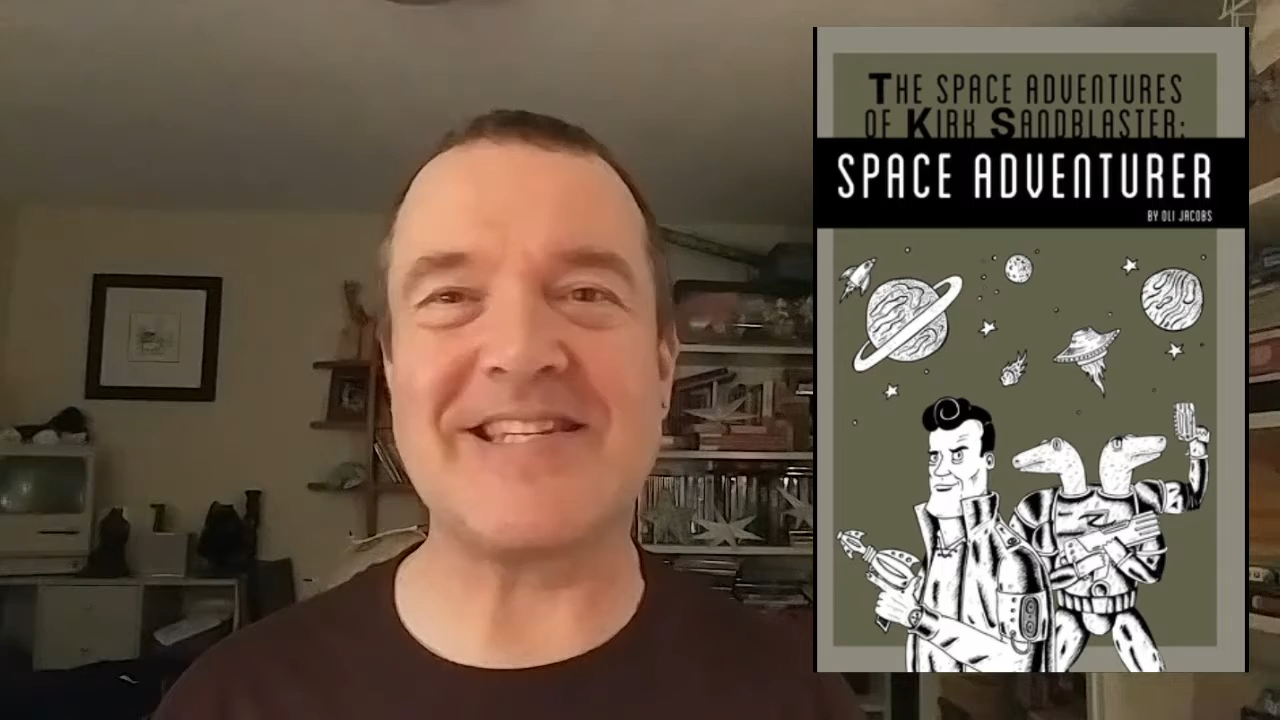 THE SPACE ADVENTURES
OF KIRK SANDBLASTER:
SPACE ADVENTURER
BY OLI JACOBS